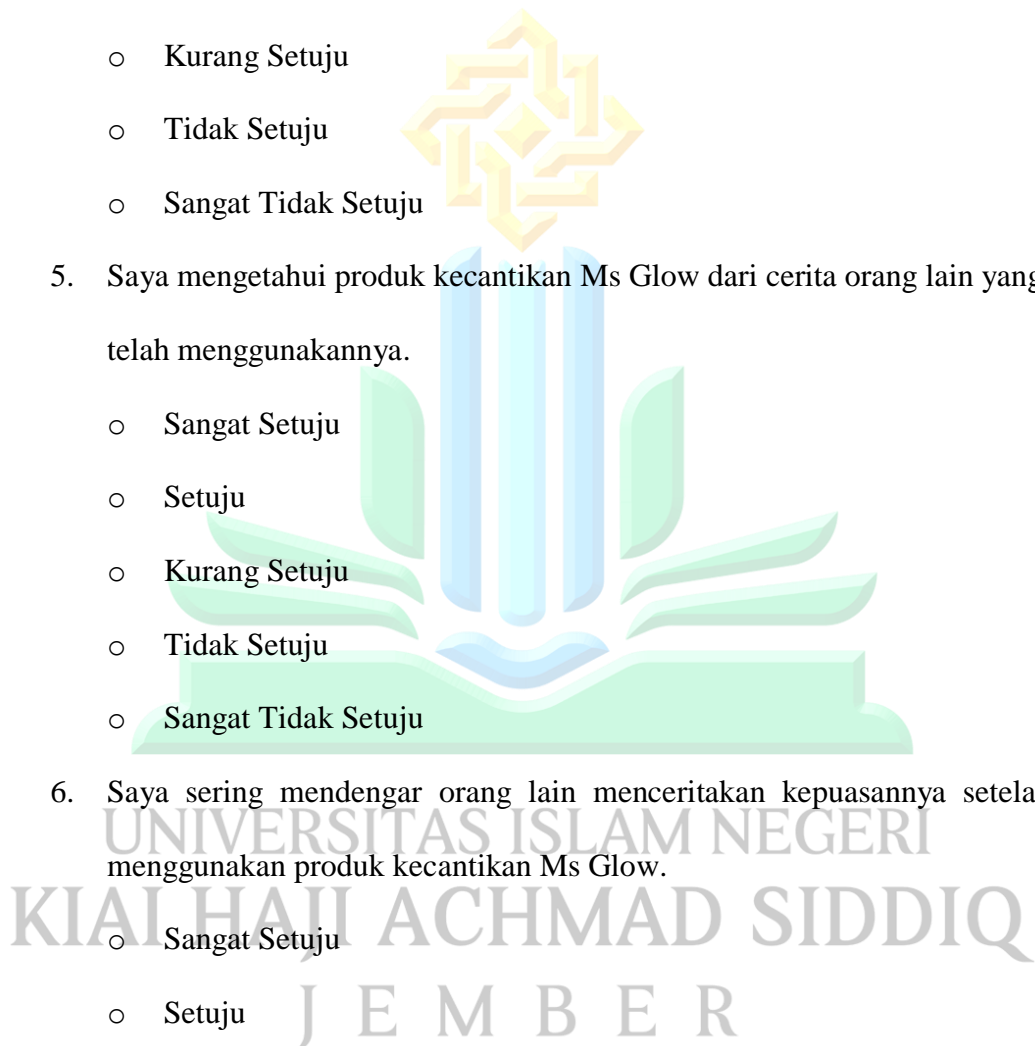 o Kurang Setuju
o Tidak Setuju
o Sangat Tidak Setuju
5. Saya mengetahui produk kecantikan Ms Glow dari cerita orang lain yang
telah menggunakannya.
o Sangat Setuju
o Setuju
o Kurang Setuju
o Tidak Setuju
o Sangat Tidak Setuju
6. Saya sering mendengar orang lain menceritakan kepuasannya setela
UNIVERSITAS ISLAM NEGERI
menggunakan produk kecantikan Ms Glow.
KIAI HAJI ACHMAD SIDDIQ
o Sangat Setuju
o Setuju
JEMBER